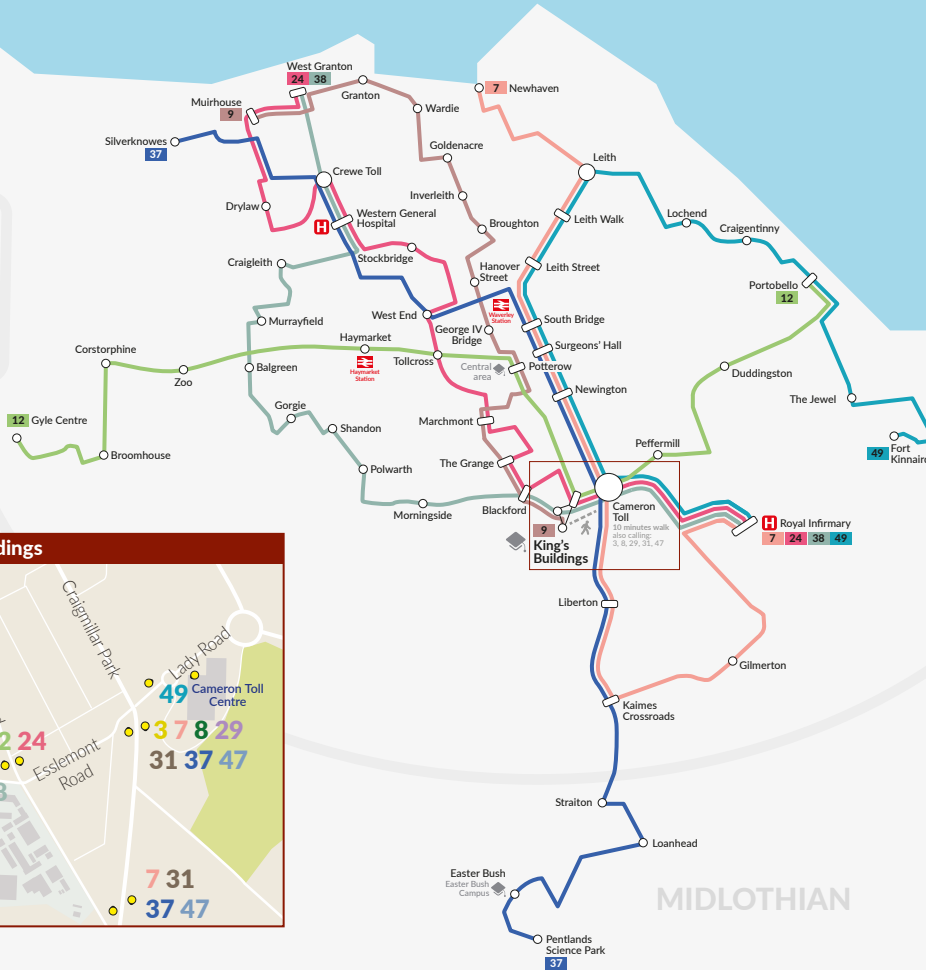 West Granton
24 38
Granton
Muirhouse
9
Wardie
7 Newhaven
Silverknowes
37
Goldenacre
Leith
Crewe Toll
Drylaw
Inverleith
Western General
Hospital
H
Leith Walk
Lochend
Broughton
Craigentinny
Stockbridge
Craigleith
Hanover
Street
Leith Street
Portobello
12
West End
Waverley
Station
Murrayfield
South Bridge
George IV
Bridge
Haymarket
Surgeons' Hall
Corstorphine
Tollcross
Haymarket
Station
Zoo
Balgreen
Central
area
Potterow
Duddingston
Newington
The Jewel
Gorgie
12 Gyle Centre
Shandon
Marchmont
Peffermill
49 Fort
Kinnaird
Broomhouse
Polwarth
The Grange
Morningside
Blackford
Cameron
Toll
10 minutes walk
also calling:
3, 8, 29, 31, 47
9
King's
Buildings
H Royal Infirmary
7 24 38 49
dings
Craigmillar Park
Lady Road
49 Cameron Toll
Centre
3 7 8 29
31 37 47
2 24
Esslemont
Road
7 31
37 47
Liberton
Gilmerton
Kaimes
Crossroads
Straiton
Loanhead
Easter Bush
Easter Bush
Campus
MIDLOTHIAN
Pentlands
Science Park
37